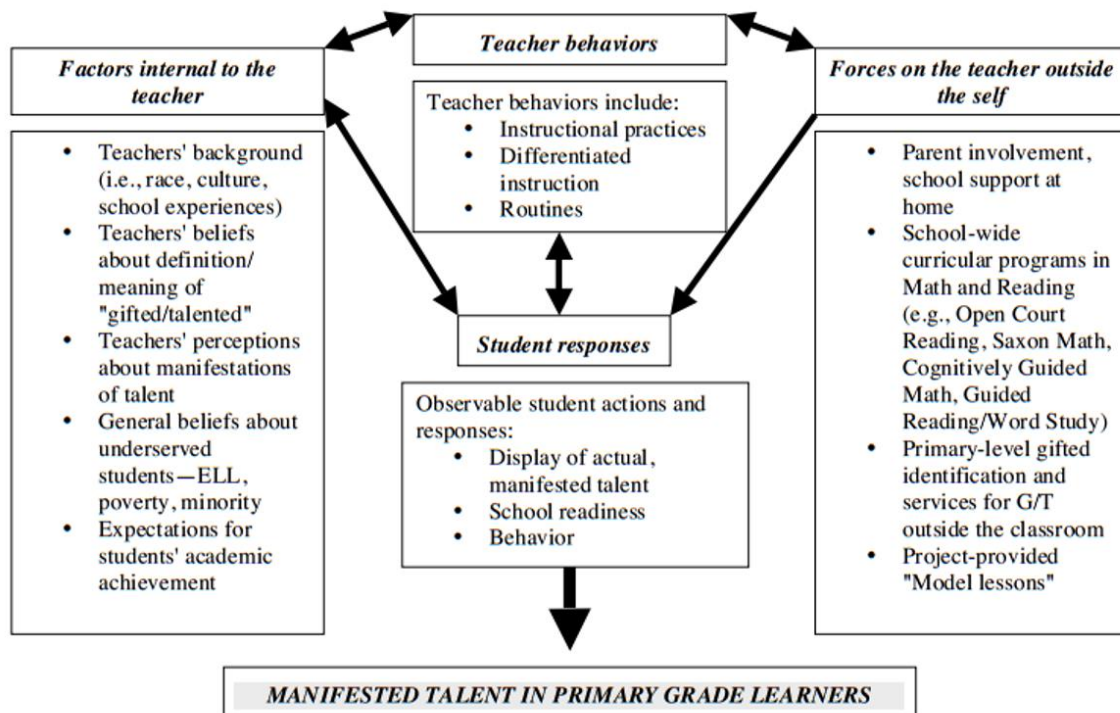 Teacher behaviors
Factors internal to the
teacher
Forces on the teacher outside
the self
Teacher behaviors include:
• Instructional practices
• Differentiated
instruction
• Routines
• Teachers' background
(i.e., race, culture,
school experiences)
• Teachers' beliefs
about definition/
meaning of
"gifted/talented"
• Teachers' perceptions
about manifestations
of talent
• General beliefs about
underserved
students—ELL,
poverty, minority
• Expectations for
students' academic
achievement
• Parent involvement,
school support at
home
• School-wide
curricular programs in
Math and Reading
(e.g., Open Court
Reading, Saxon Math,
Cognitively Guided
Math, Guided
Reading/Word Study)
• Primary-level gifted
identification and
services for G/T
outside the classroom
• Project-provided
"Model lessons"
Student responses
Observable student actions and
responses:
• Display of actual,
manifested talent
• School readiness
• Behavior
MANIFESTED TALENT IN PRIMARY GRADE LEARNERS